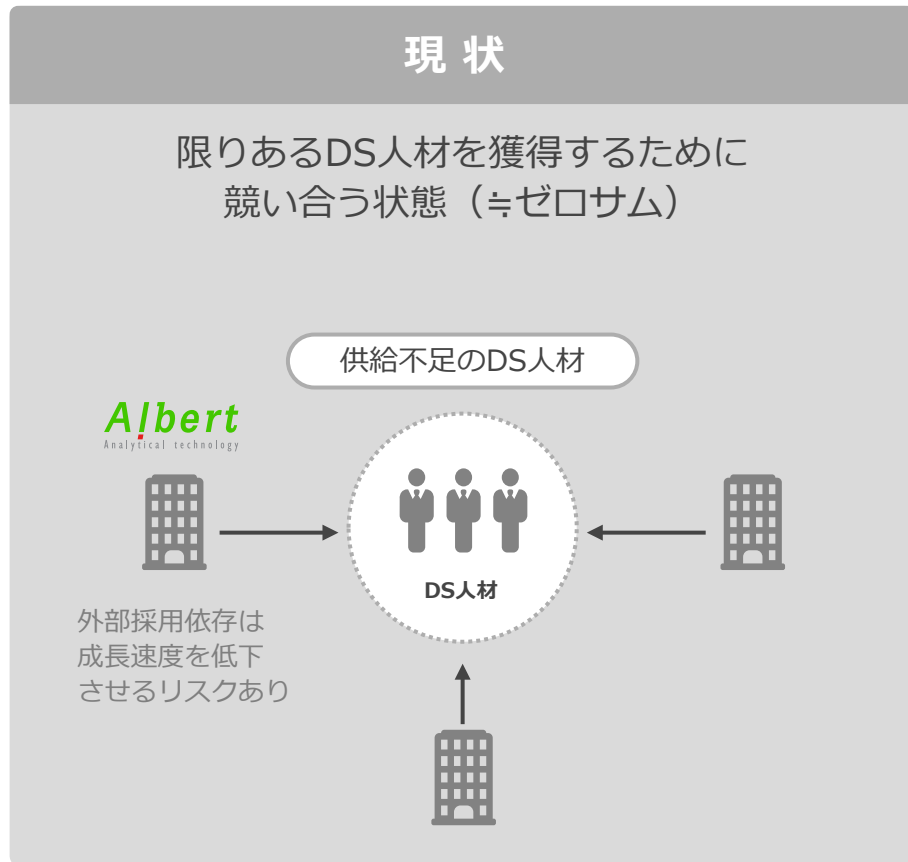 現 状
限りあるDS人材を獲得するために
競い合う状態（≒ゼロサム）
供給不足のDS人材
Albert
Analytical technology
DS人材
外部採用依存は
成長速度を低下
させるリスクあり